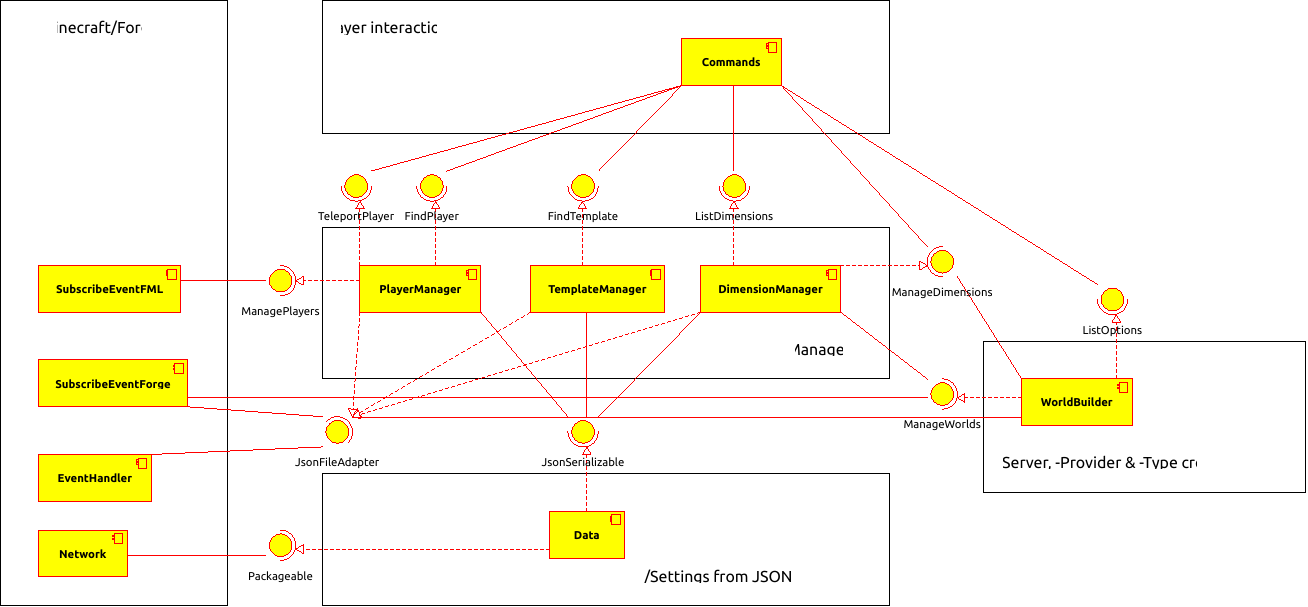 inecraft/For
ayer interactic
Commands
TeleportPlayer
FindPlayer
FindTemplate
ListDimensions
SubscribeEventFML
ManagePlayers
PlayerManager
TemplateManager
DimensionManager
ManageDimensions
ListOptions
Manage
SubscribeEventForge
WorldBuilder
ManageWorlds
JsonFileAdapter
JsonSerializable
Server, -Provider & -Type cr
EventHandler
Data
Network
Packageable
/Settings from JSON